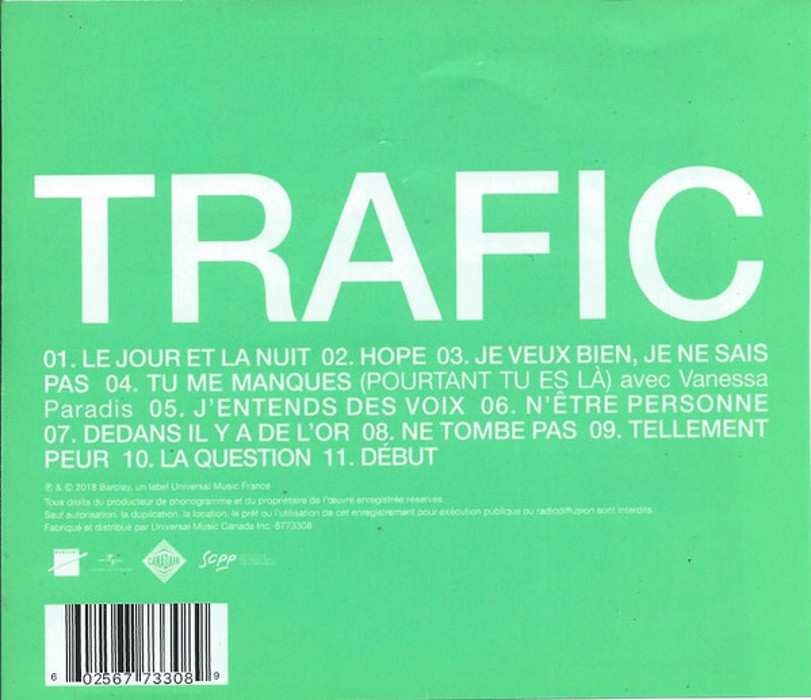 TRAFIC
01. LE JOUR ET LA NUIT 02. HOPE 03. JE VEUX BIEN, JE NE SAIS
PAS 04. TU ME MANQUES (POURTANT TU ES LÀ) avec Vanessa
Paradis 05. J'ENTENDS DES VOIX 06. N'ÊTRE PERSONNE
07. DEDANS IL Y A DE L'OR 08. NE TOMBE PAS 09. TELLEMENT
PEUR 10. LA QUESTION 11. DÉBUT
℗ & © 2018 Barclay, un label Universal Music France
Tous droits du producteur de phonogramme et du propriétaire de l'œuvre enregistrée réservés.
Sauf autorisation, la duplication, la location, le prêt ou l'utilisation de cet enregistrement pour exécution publique ou radiodiffusion sont interdits.
Fabriqué et distribué par Universal Music Canada Inc. 6773308
BARCLAY
CANADAIR
SCPP
6 02567 73308 9